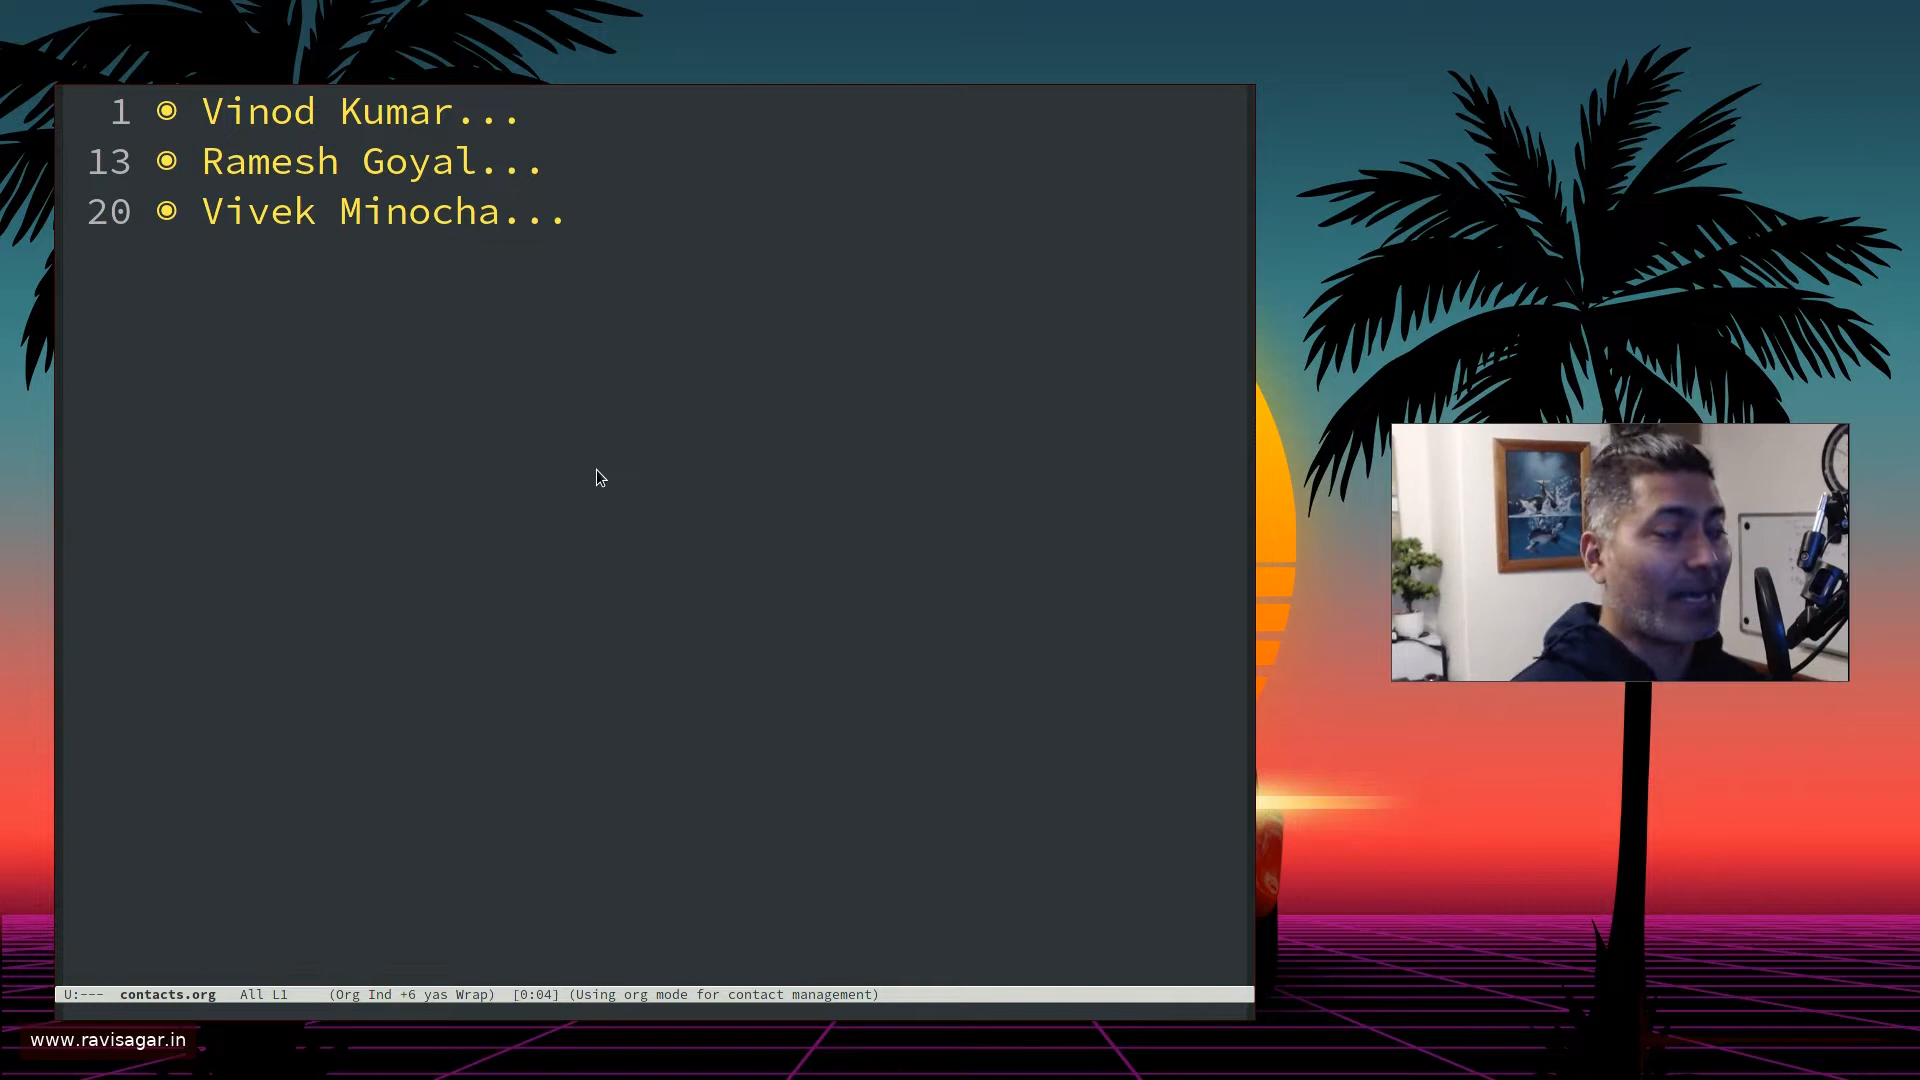 1 ◉ Vinod Kumar...
13 ◉ Ramesh Goyal...
20 ◉ Vivek Minocha...
U:--- contacts.org All L1 (Org Ind +6 yas Wrap) [0:04] (Using org mode for contact management)
www.ravisagar.in